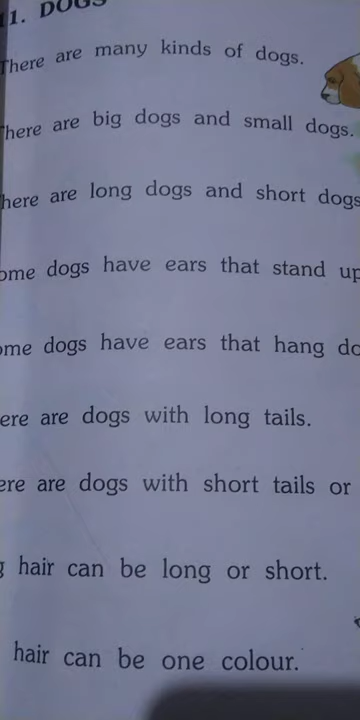 11. DOGS
There are many kinds of dogs.
There are big dogs and small dogs.
here are long dogs and short dogs
ome dogs have ears that stand up
ome dogs have ears that hang do
ere are dogs with long tails.
ere are dogs with short tails or
g hair can be long or short.
hair can be one colour.